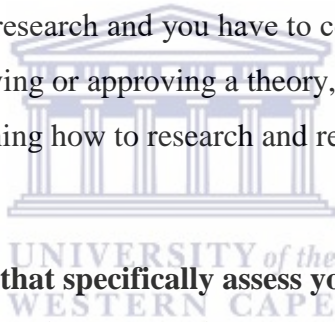 research and you have to c
ving or approving a theory,
ning how to research and re
UNIVERSITY of the
that specifically assess yo
WESTERN CAPE